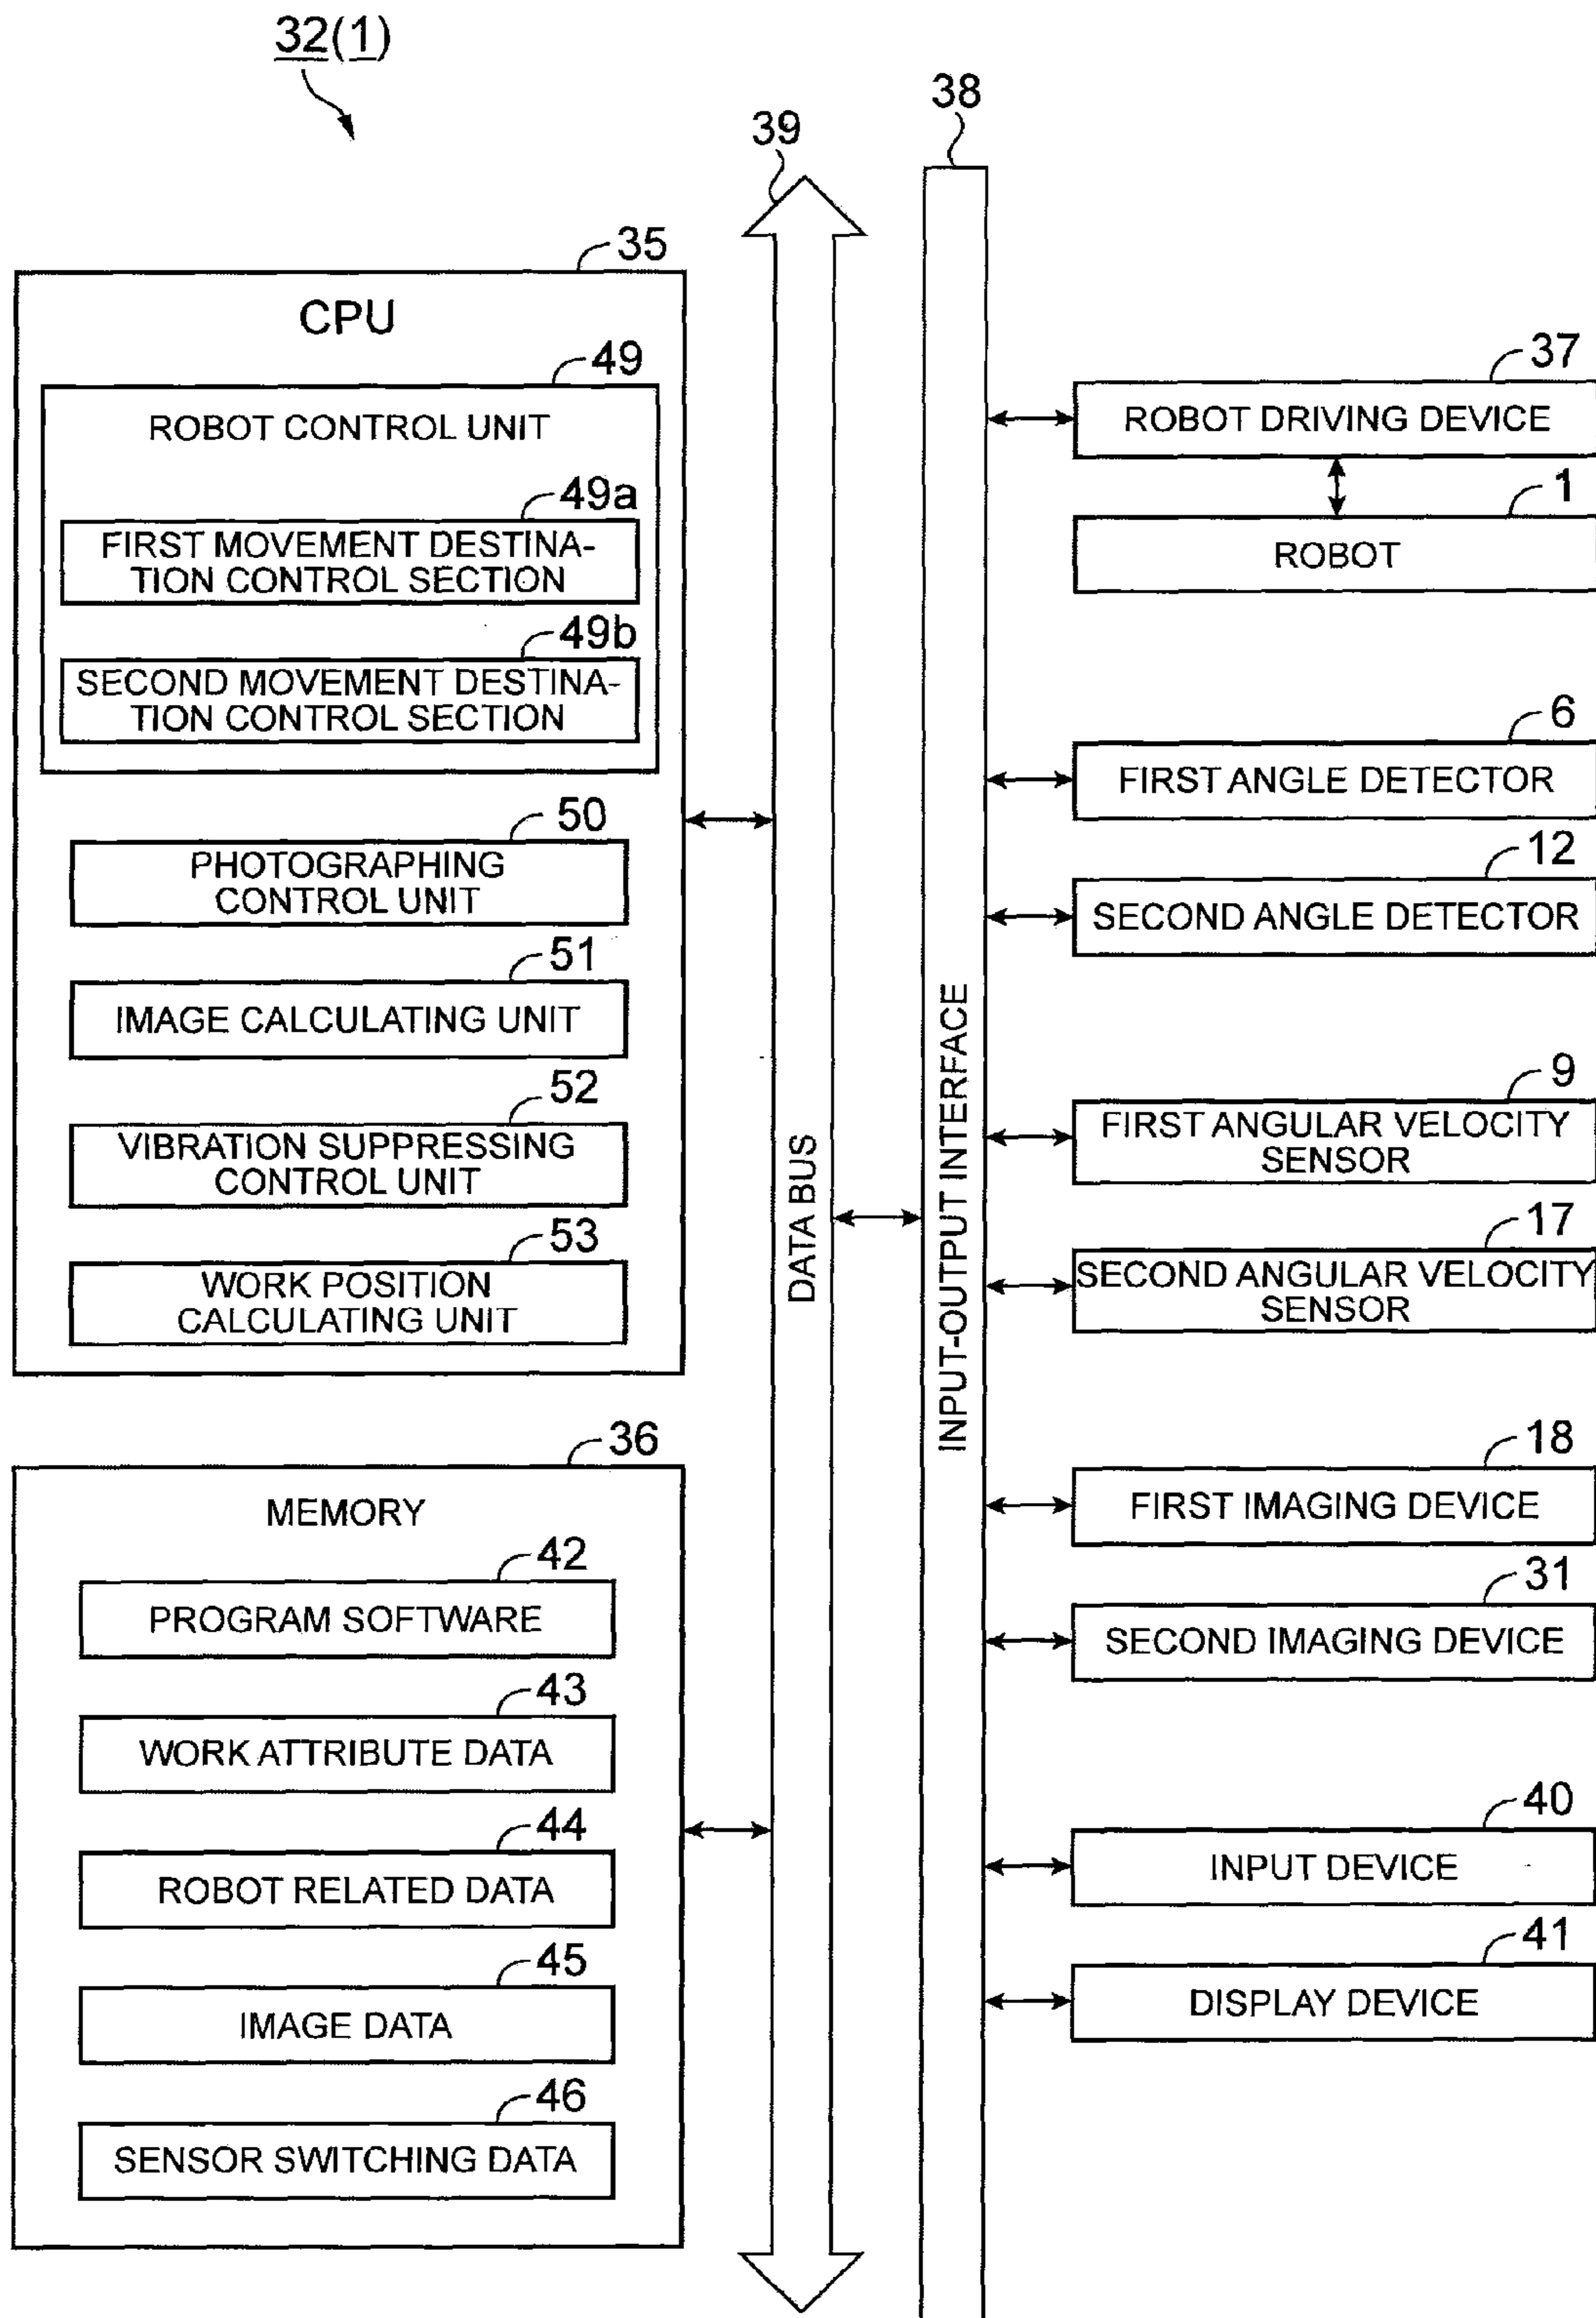 32(1)
39
38
35
CPU
49
ROBOT CONTROL UNIT
49a
FIRST MOVEMENT DESTINA-
TION CONTROL SECTION
49b
SECOND MOVEMENT DESTINA-
TION CONTROL SECTION
50
PHOTOGRAPHING
CONTROL UNIT
51
IMAGE CALCULATING UNIT
52
VIBRATION SUPPRESSING
CONTROL UNIT
53
WORK POSITION
CALCULATING UNIT
36
MEMORY
42
PROGRAM SOFTWARE
43
WORK ATTRIBUTE DATA
44
ROBOT RELATED DATA
45
IMAGE DATA
46
SENSOR SWITCHING DATA
DATA BUS
INPUT-OUTPUT INTERFACE
37
ROBOT DRIVING DEVICE
1
ROBOT
6
FIRST ANGLE DETECTOR
12
SECOND ANGLE DETECTOR
9
FIRST ANGULAR VELOCITY
SENSOR
17
SECOND ANGULAR VELOCITY
SENSOR
18
FIRST IMAGING DEVICE
31
SECOND IMAGING DEVICE
40
INPUT DEVICE
41
DISPLAY DEVICE